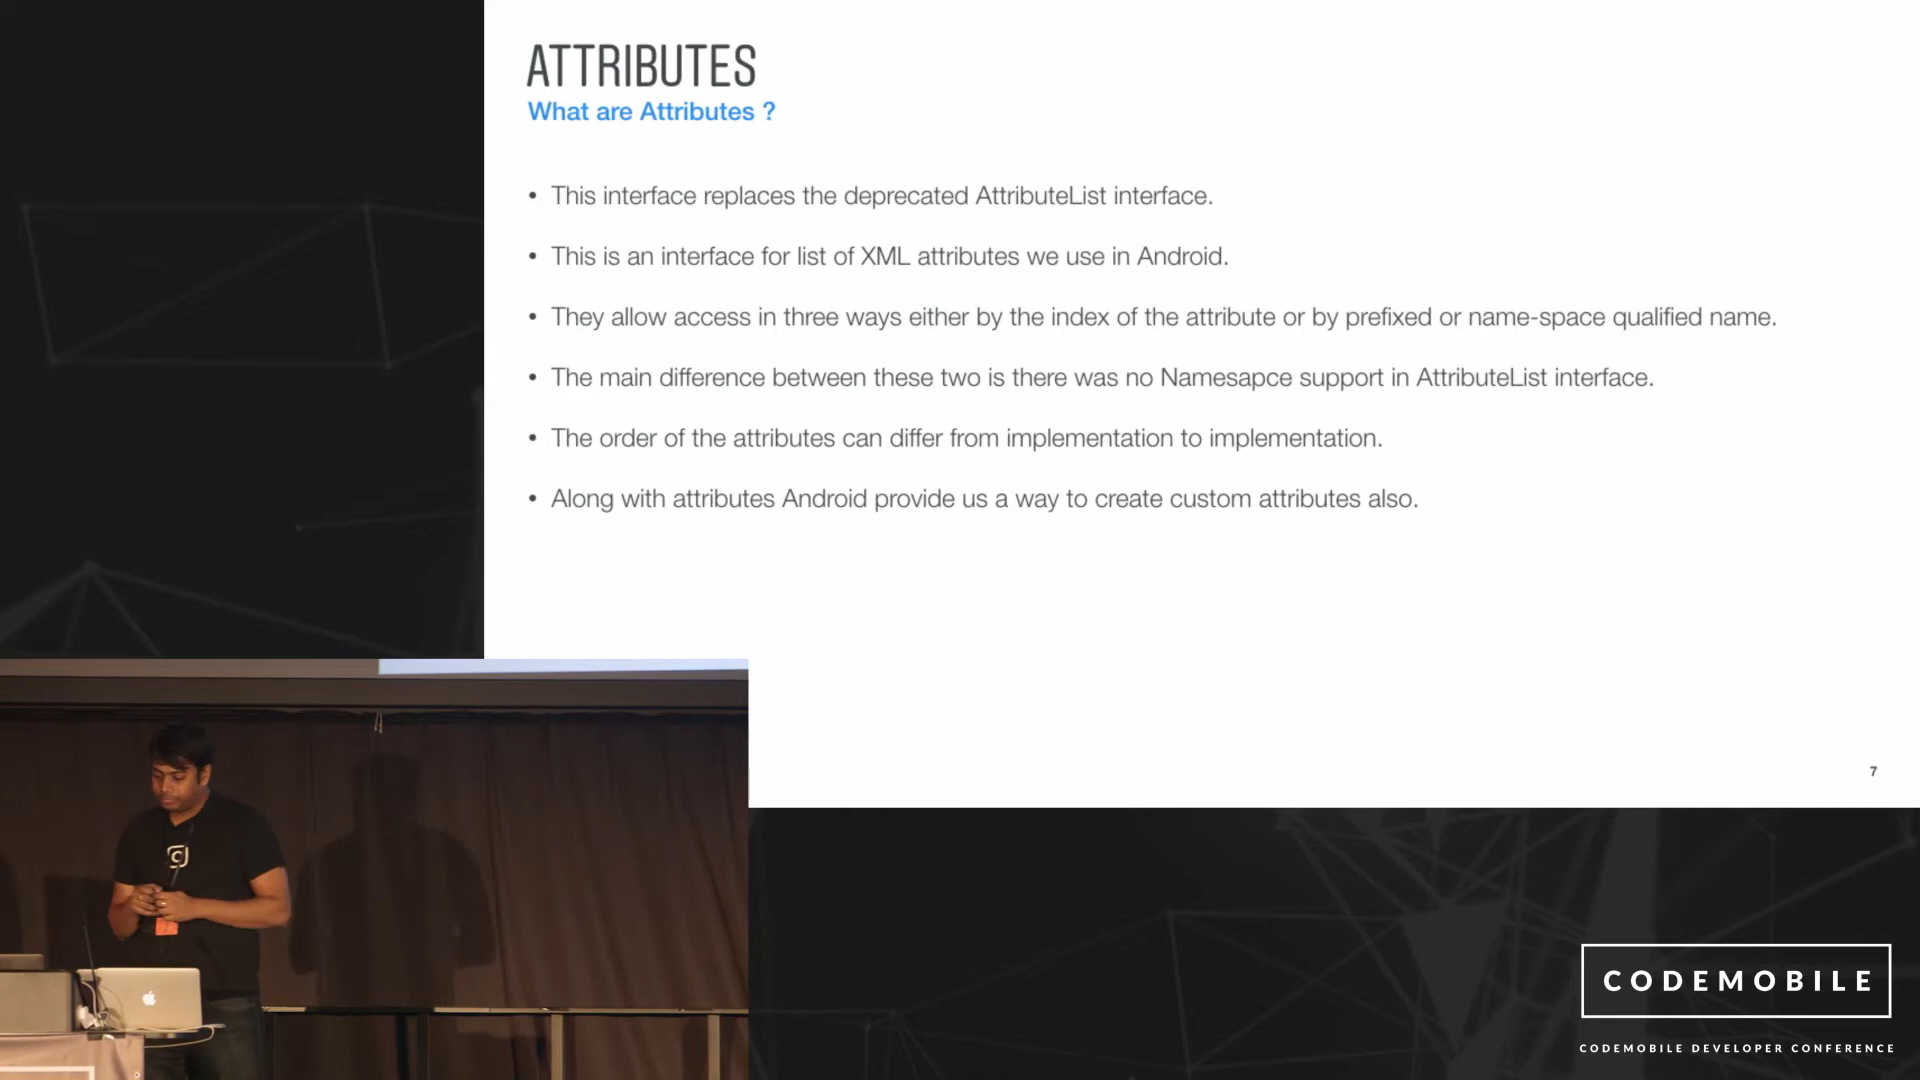 ATTRIBUTES
What are Attributes ?
• This interface replaces the deprecated AttributeList interface.
• This is an interface for list of XML attributes we use in Android.
• They allow access in three ways either by the index of the attribute or by prefixed or name-space qualified name.
• The main difference between these two is there was no Namesapce support in AttributeList interface.
• The order of the attributes can differ from implementation to implementation.
• Along with attributes Android provide us a way to create custom attributes also.
7
CODEMOBILE
CODEMOBILE DEVELOPER CONFERENCE